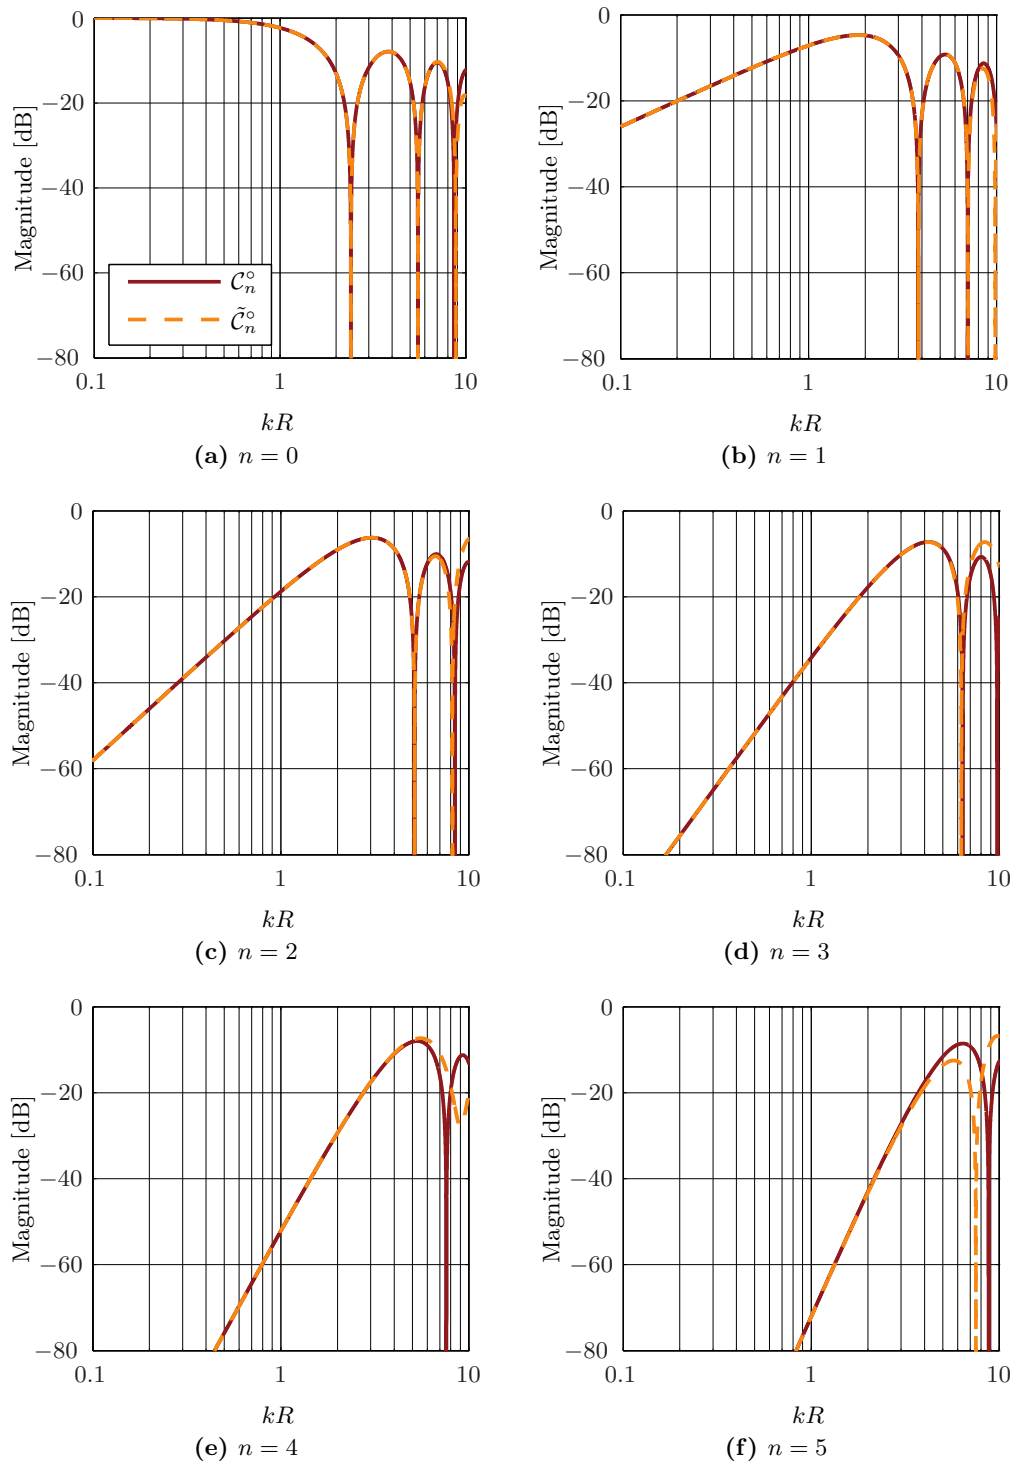 0
−20
−40
−60
−80
Magnitude [dB]
𝒞°ₙ
𝒞̃°ₙ
0.1 1 10
kR
(a) n = 0
0
−20
−40
−60
−80
Magnitude [dB]
0.1 1 10
kR
(b) n = 1
0
−20
−40
−60
−80
Magnitude [dB]
0.1 1 10
kR
(c) n = 2
0
−20
−40
−60
−80
Magnitude [dB]
0.1 1 10
kR
(d) n = 3
0
−20
−40
−60
−80
Magnitude [dB]
0.1 1 10
kR
(e) n = 4
0
−20
−40
−60
−80
Magnitude [dB]
0.1 1 10
kR
(f) n = 5